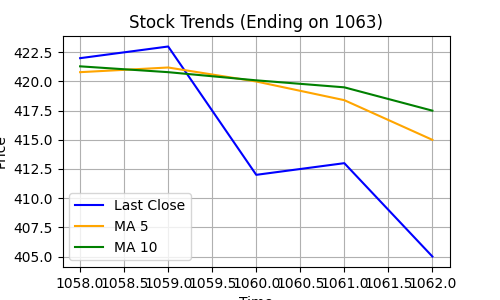 Stock Trends (Ending on 1063)
422.5
420.0
417.5
415.0
412.5
410.0
407.5
405.0
Price
Last Close
MA 5
MA 10
1058.0 1058.5 1059.0 1059.5 1060.0 1060.5 1061.0 1061.5 1062.0
Time